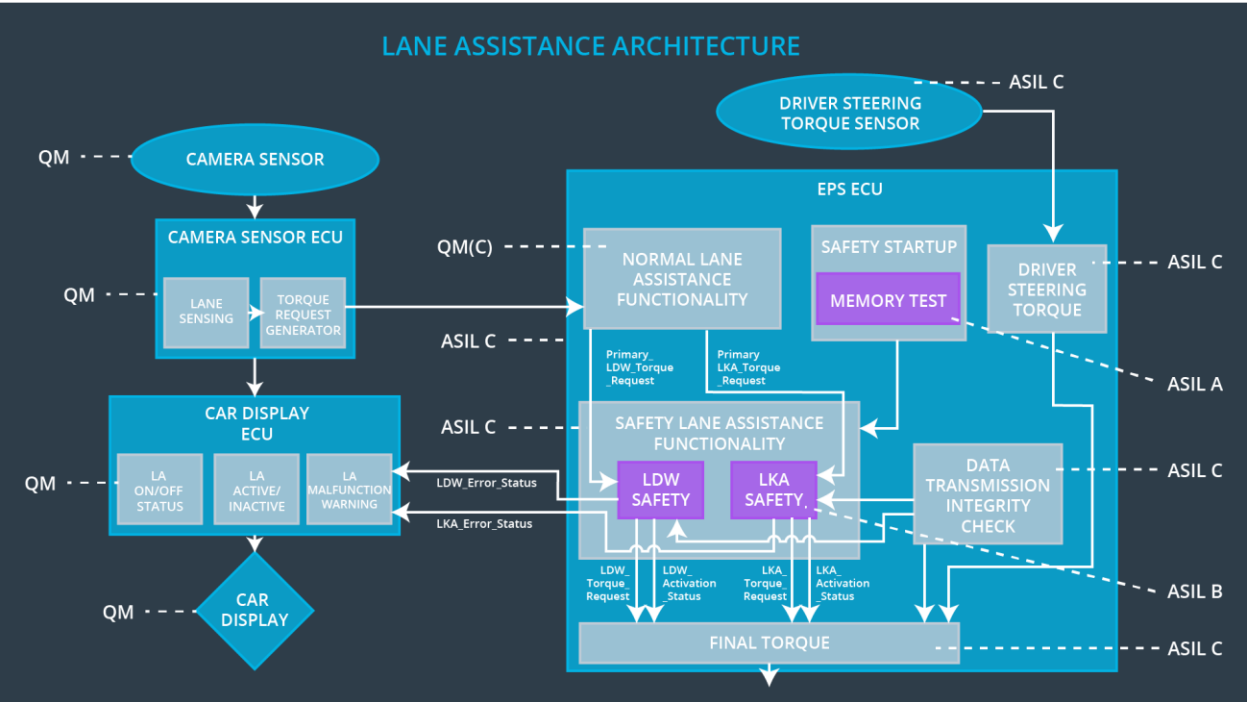 LANE ASSISTANCE ARCHITECTURE
ASIL C
DRIVER STEERING
TORQUE SENSOR
QM
CAMERA SENSOR
EPS ECU
CAMERA SENSOR ECU
QM(C)
NORMAL LANE
ASSISTANCE
FUNCTIONALITY
SAFETY STARTUP
MEMORY TEST
DRIVER
STEERING
TORQUE
ASIL C
QM
LANE
SENSING
TORQUE
REQUEST
GENERATOR
ASIL C
Primary_
LDW_Torque
_Request
Primary
LKA_Torque
_Request
ASIL A
CAR DISPLAY
ECU
ASIL C
SAFETY LANE ASSISTANCE
FUNCTIONALITY
QM
LA
ON/OFF
STATUS
LA
ACTIVE/
INACTIVE
LA
MALFUNCTION
WARNING
LDW_Error_Status
LKA_Error_Status
LDW
SAFETY
LKA
SAFETY
DATA
TRANSMISSION
INTEGRITY
CHECK
ASIL C
LDW_
Torque_
Request
LDW_
Activation
_Status
LKA_
Torque_
Request
LKA_
Activation
_Status
ASIL B
QM
CAR
DISPLAY
FINAL TORQUE
ASIL C